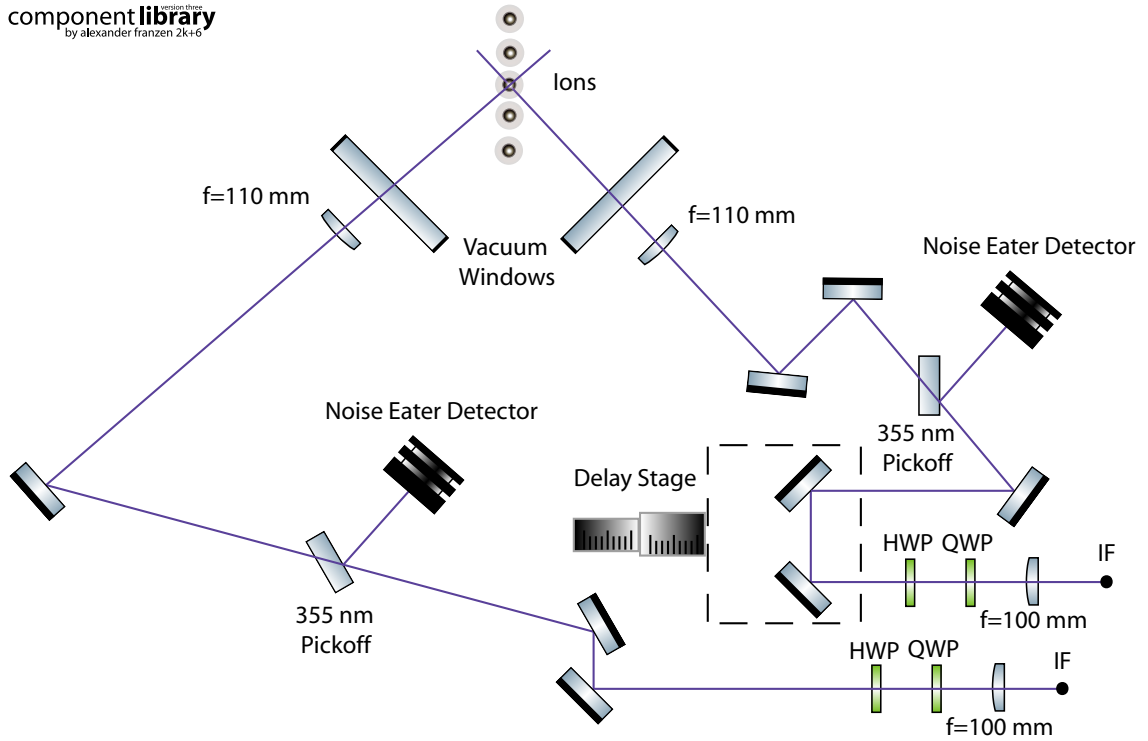 version three
component library
by alexander franzen 2k+6
Ions
f=110 mm
f=110 mm
Vacuum
Windows
Noise Eater Detector
Noise Eater Detector
355 nm
Pickoff
Delay Stage
HWP
QWP
IF
f=100 mm
355 nm
Pickoff
HWP
QWP
IF
f=100 mm